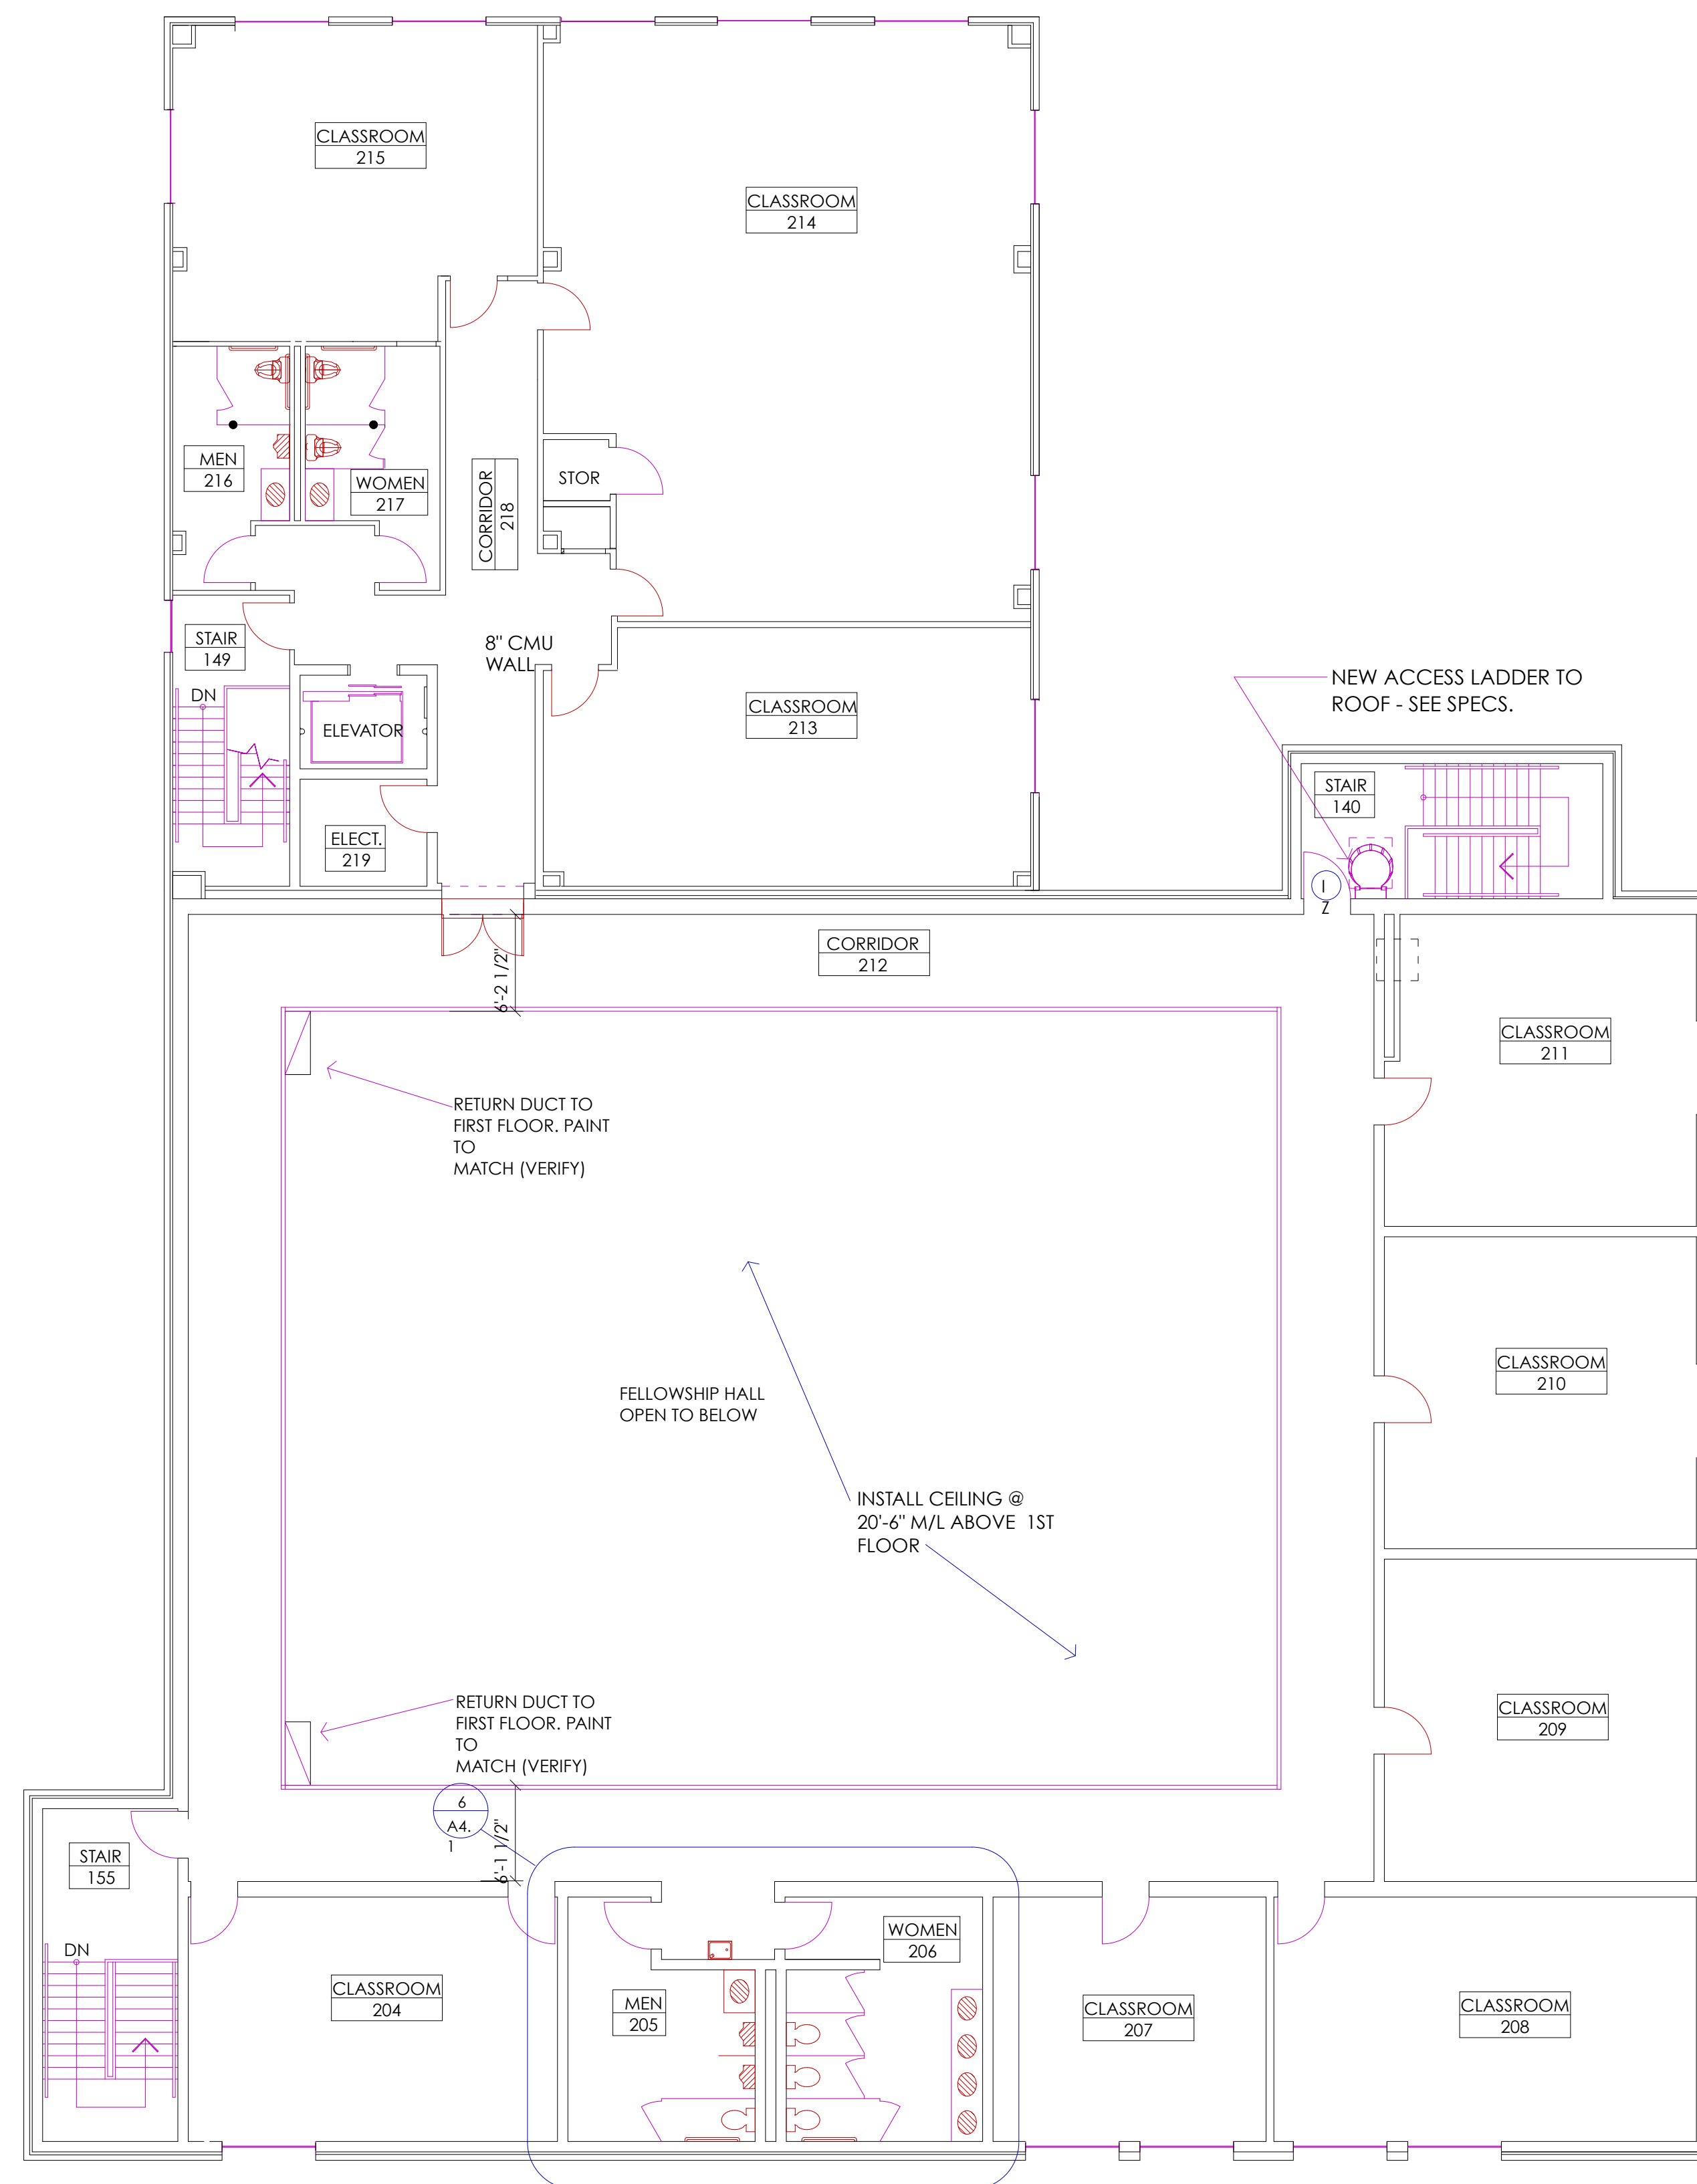 CLASSROOM
215
CLASSROOM
214
MEN
216
WOMEN
217
CORRIDOR
218
STOR
STAIR
149
DN
8" CMU
WALL
ELEVATOR
CLASSROOM
213
NEW ACCESS LADDER TO
ROOF - SEE SPECS.
STAIR
140
ELECT.
219
I
Z
CORRIDOR
212
6'-2 1/2"
CLASSROOM
211
RETURN DUCT TO
FIRST FLOOR. PAINT
TO
MATCH (VERIFY)
CLASSROOM
210
FELLOWSHIP HALL
OPEN TO BELOW
INSTALL CEILING @
20'-6" M/L ABOVE 1ST
FLOOR
CLASSROOM
209
RETURN DUCT TO
FIRST FLOOR. PAINT
TO
MATCH (VERIFY)
6
A4.
1
6'-1 1/2"
STAIR
155
DN
CLASSROOM
204
MEN
205
WOMEN
206
CLASSROOM
207
CLASSROOM
208